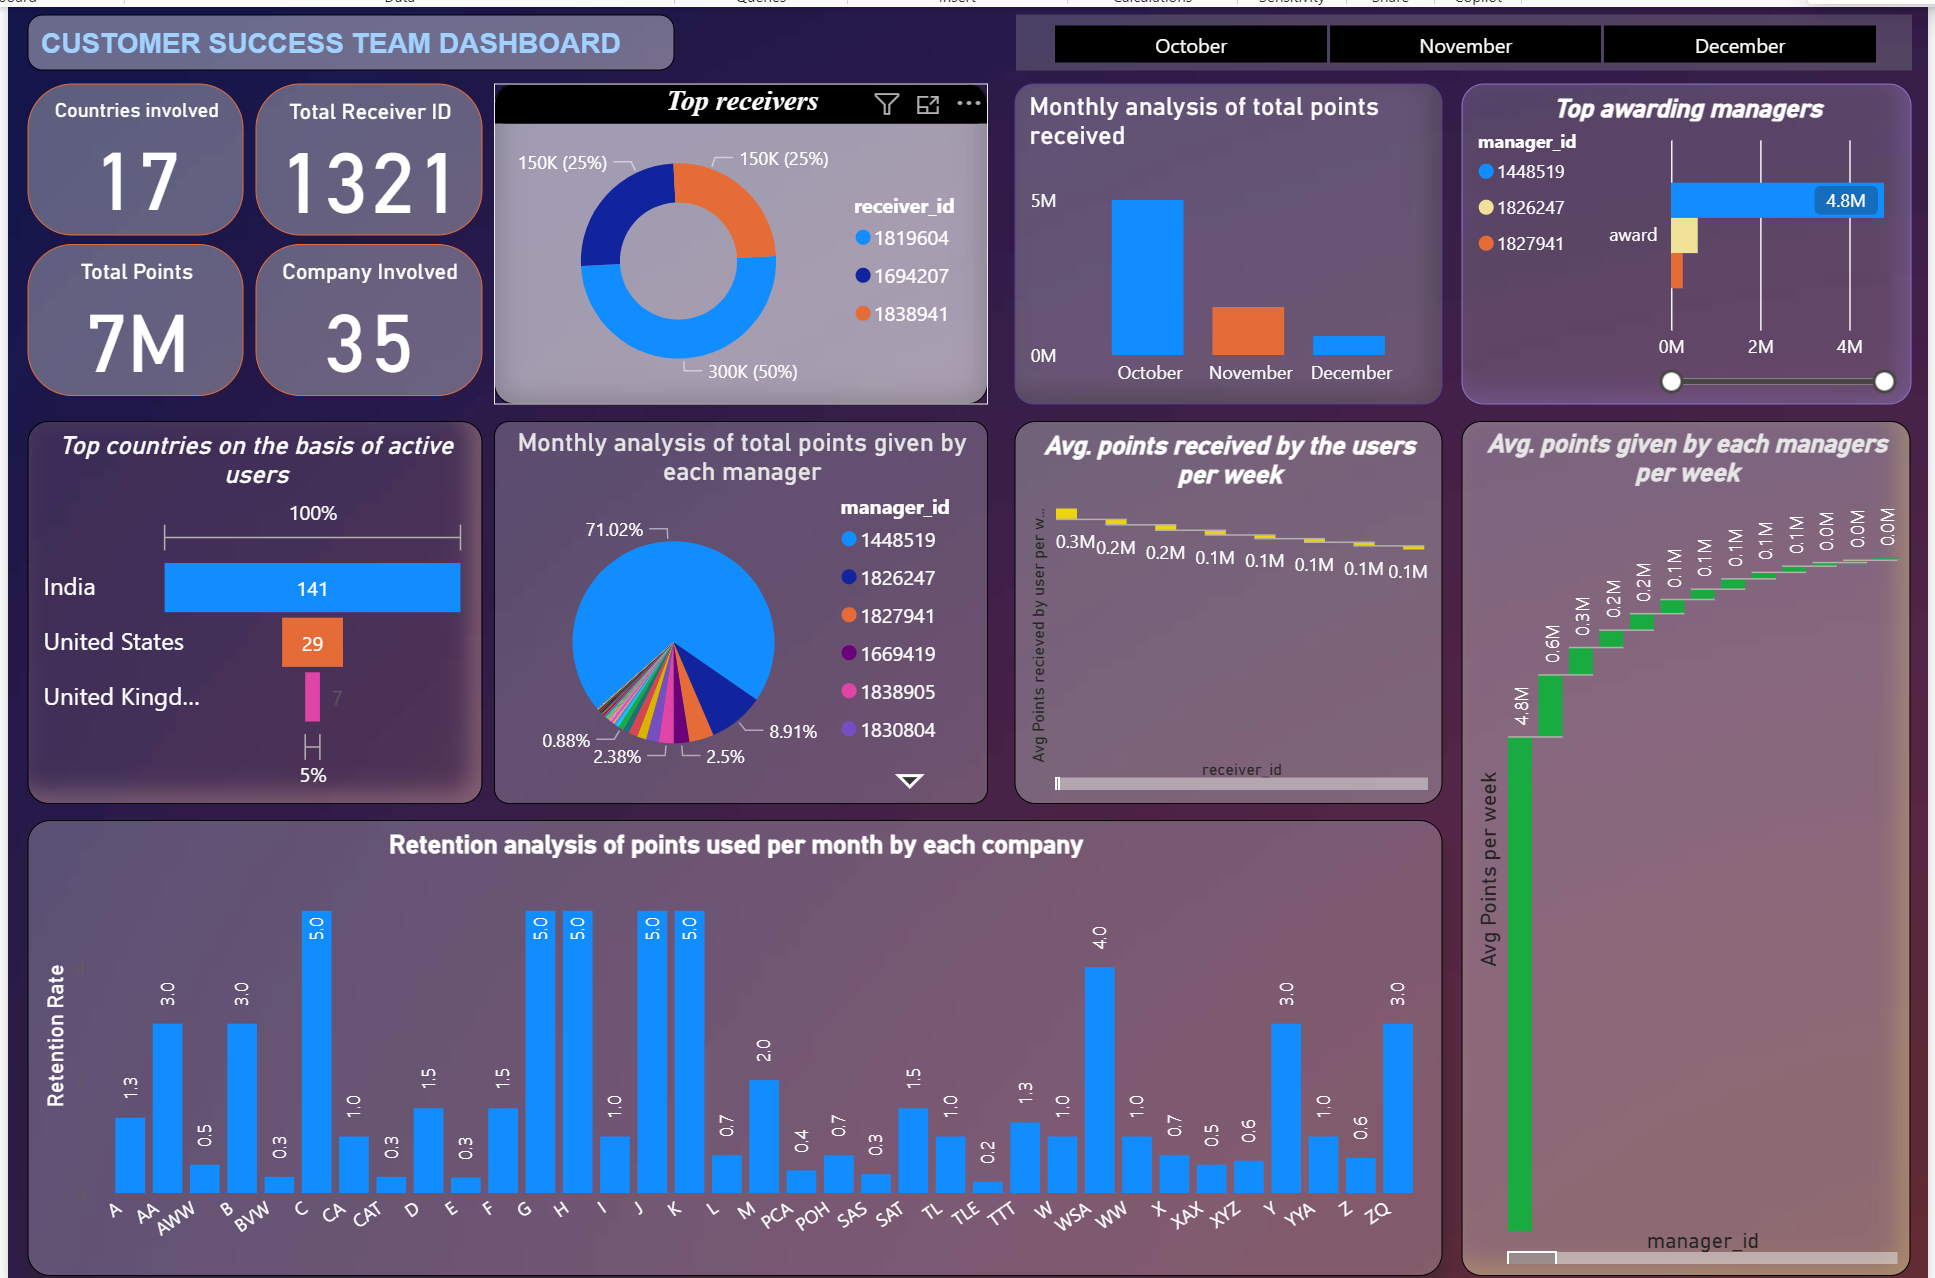 Data
Queries
Insert
Calculations
Sensitivity
Share
Copilot
CUSTOMER SUCCESS TEAM DASHBOARD
October
November
December
Countries involved
17
Total Receiver ID
1321
Total Points
7M
Company Involved
35
Top receivers
150K (25%)
150K (25%)
300K (50%)
receiver_id
1819604
1694207
1838941
Monthly analysis of total points
received
5M
0M
October
November
December
Top awarding managers
manager_id
1448519
1826247
1827941
award
4.8M
0M
2M
4M
Top countries on the basis of active
users
100%
India
141
United States
29
United Kingd...
7
5%
Monthly analysis of total points given by
each manager
71.02%
8.91%
2.5%
2.38%
0.88%
manager_id
1448519
1826247
1827941
1669419
1838905
1830804
Avg. points received by the users
per week
Avg Points recieved by user per w...
0.3M
0.2M
0.2M
0.1M
0.1M
0.1M
0.1M
0.1M
receiver_id
Avg. points given by each managers
per week
Avg Points per week
4.8M
0.6M
0.3M
0.2M
0.2M
0.1M
0.1M
0.1M
0.1M
0.1M
0.0M
0.0M
0.0M
manager_id
Retention analysis of points used per month by each company
Retention Rate
4
1.3
3.0
0.5
3.0
0.3
5.0
1.0
0.3
1.5
0.3
1.5
5.0
5.0
1.0
5.0
5.0
0.7
2.0
0.4
0.7
0.3
1.5
1.0
0.2
1.3
1.0
4.0
1.0
0.7
0.5
0.6
3.0
1.0
0.6
3.0
A
AA
AWW
B
BVW
C
CA
CAT
D
E
F
G
H
I
J
K
L
M
PCA
POH
SAS
SAT
TL
TLE
TTT
W
WSA
WW
X
XAX
XYZ
Y
YYA
Z
ZQ